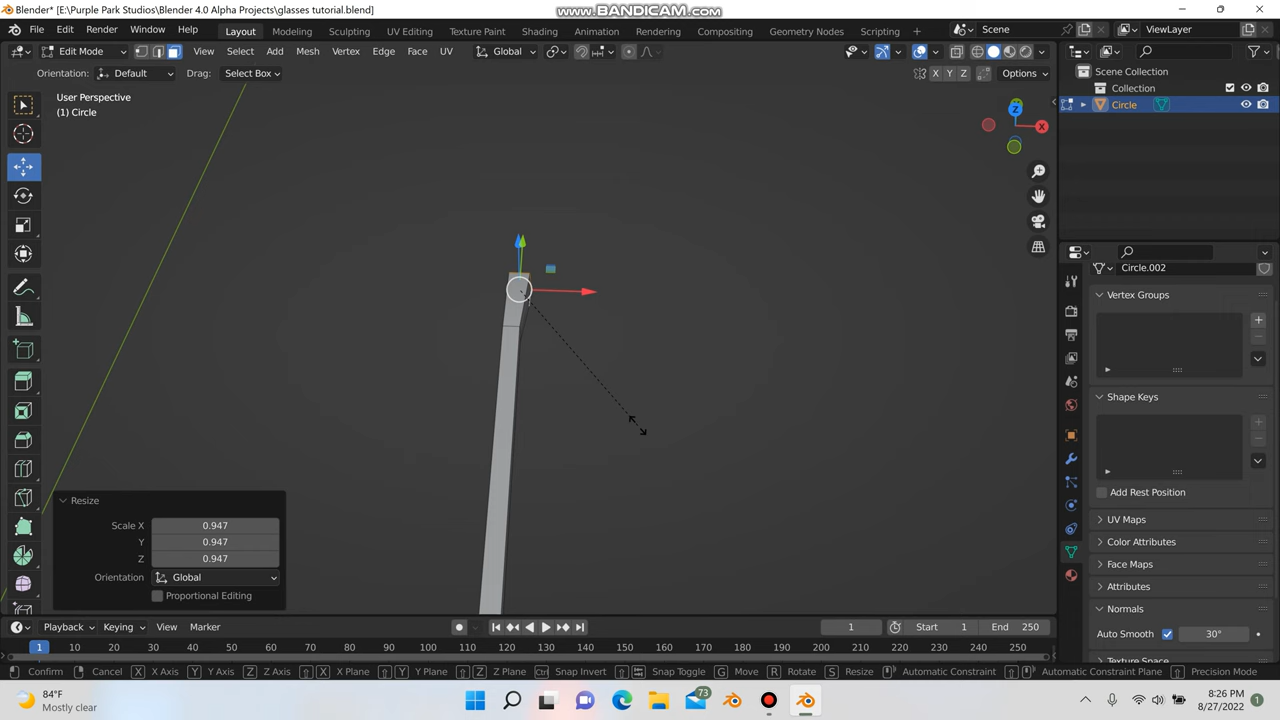 Blender* [E:\Purple Park Studios\Blender 4.0 Alpha Projects\glasses tutorial.blend]
www.BANDICAM.com
File Edit Render Window Help
Layout Modeling Sculpting UV Editing Texture Paint Shading Animation Rendering Compositing Geometry Nodes Scripting +
Scene
ViewLayer
Edit Mode View Select Add Mesh Vertex Edge Face UV
Global
Orientation: Default Drag: Select Box
X Y Z Options
User Perspective
(1) Circle
Scene Collection
Collection
Circle
Z
X
Circle.002
Vertex Groups
Shape Keys
Add Rest Position
UV Maps
Color Attributes
Face Maps
Attributes
Normals
Auto Smooth 30°
Texture Space
Resize
Scale X 0.947
Y 0.947
Z 0.947
Orientation Global
Proportional Editing
Playback Keying View Marker
1 Start 1 End 250
1 10 20 30 40 50 60 70 80 90 100 110 120 130 140 150 160 170 180 190 200 210 220 230 240 250
Confirm Cancel X X Axis Y Y Axis Z Z Axis X X Plane Y Y Plane Z Z Plane Ctrl Snap Invert Snap Toggle G Move R Rotate S Resize Automatic Constraint Automatic Constraint Plane Precision Mode
84°F
Mostly clear
73
8:26 PM
8/27/2022
1